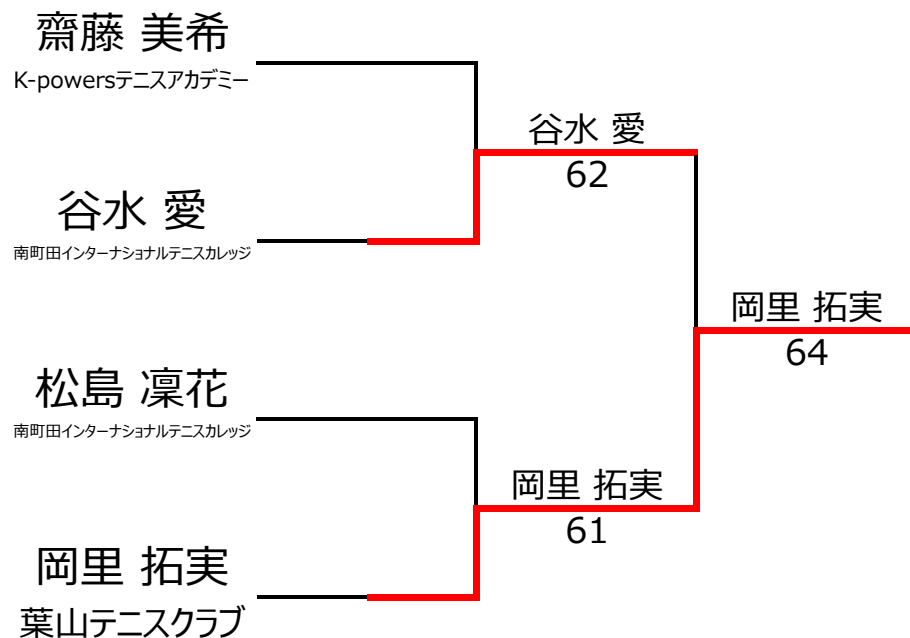 齋藤 美希
K-powersテニスアカデミー
谷水 愛
62
谷水 愛
南町田インターナショナルテニスカレッジ
岡里 拓実
64
松島 凜花
南町田インターナショナルテニスカレッジ
岡里 拓実
61
岡里 拓実
葉山テニスクラブ